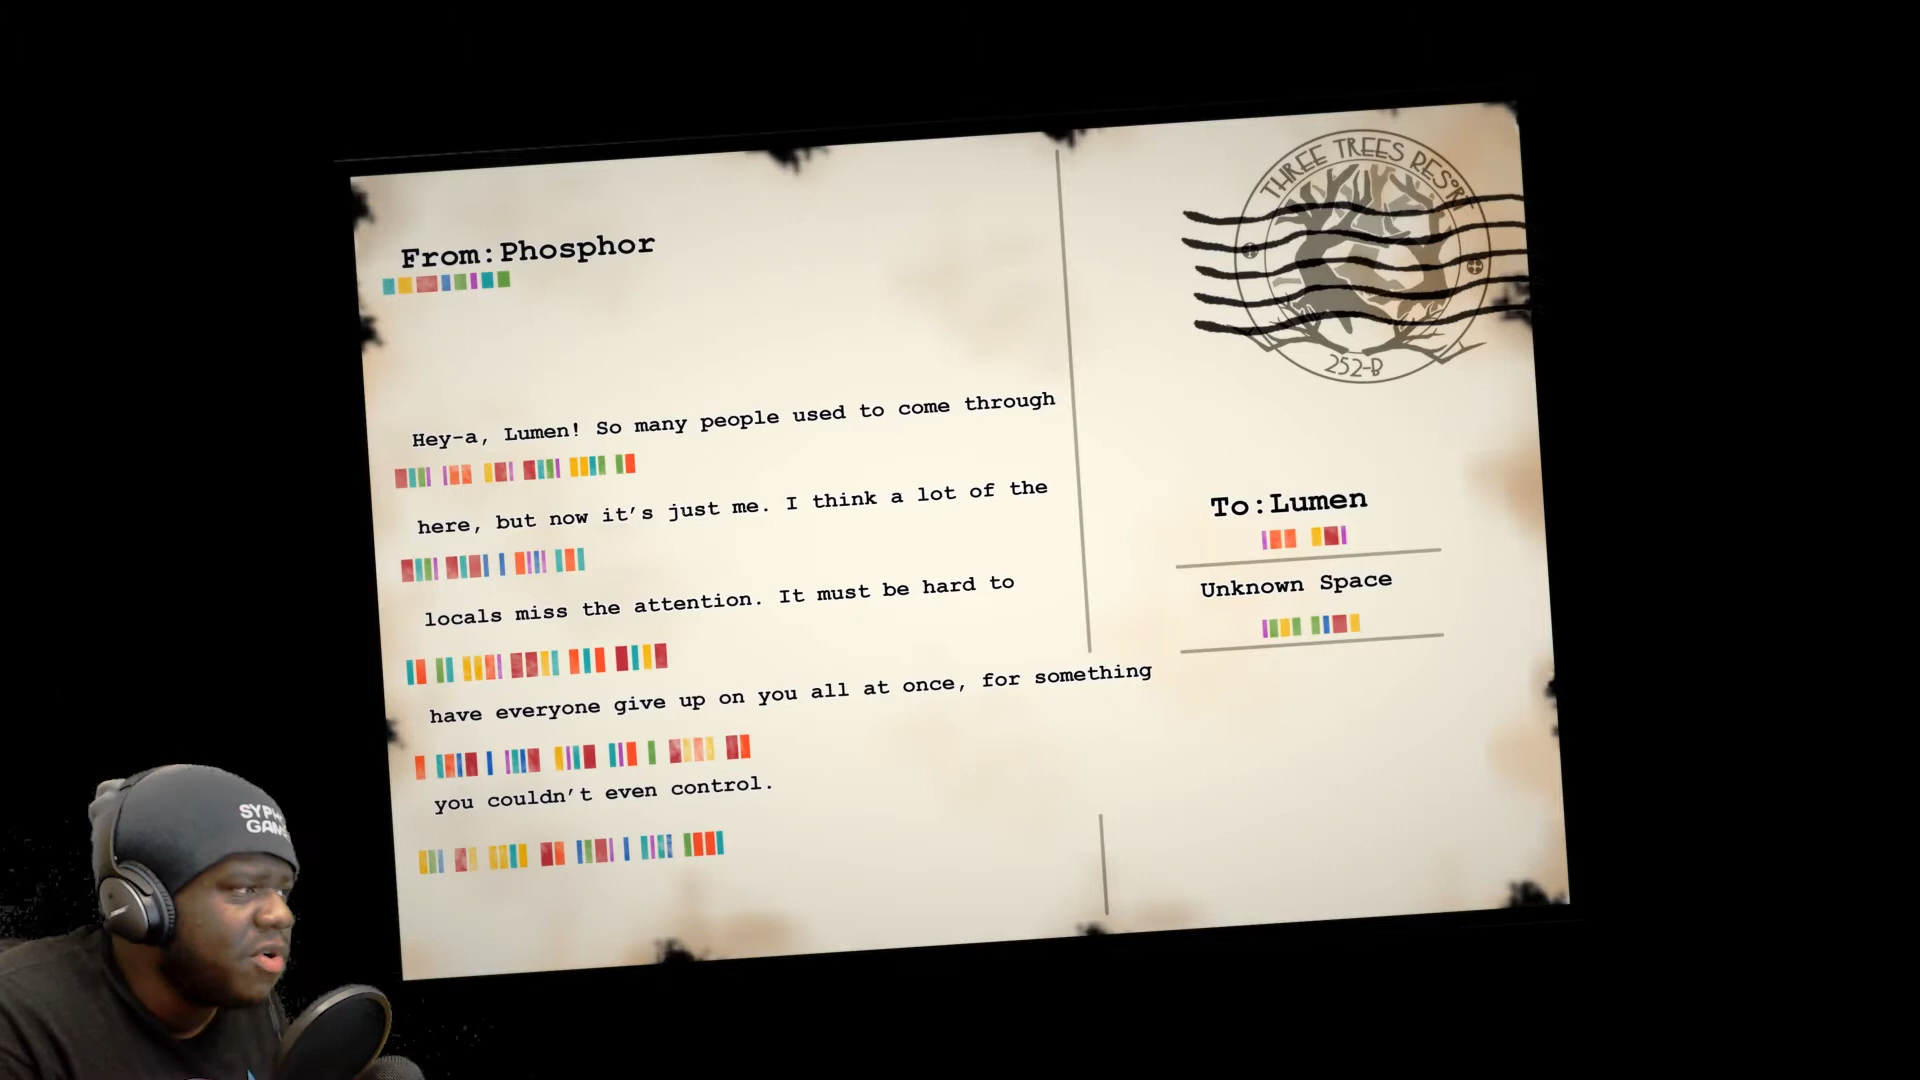 THREE TREES RESORT
252-B
From:Phosphor
Hey-a, Lumen! So many people used to come through
here, but now it's just me. I think a lot of the
locals miss the attention. It must be hard to
have everyone give up on you all at once, for something
you couldn't even control.
To:Lumen
Unknown Space